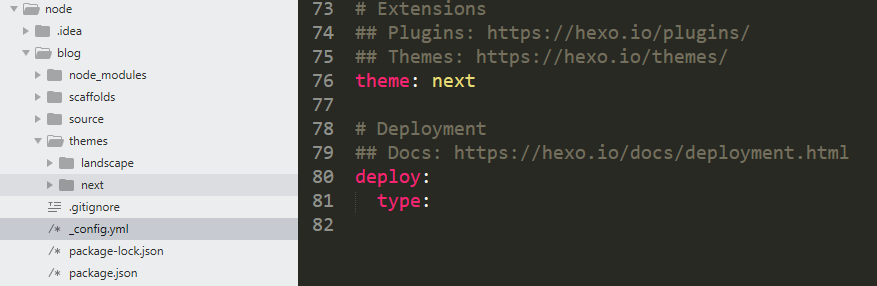 node
.idea
blog
node_modules
scaffolds
source
themes
landscape
next
.gitignore
/* _config.yml
/* package-lock.json
/* package.json
73 # Extensions
74 ## Plugins: https://hexo.io/plugins/
75 ## Themes: https://hexo.io/themes/
76 theme: next
77
78 # Deployment
79 ## Docs: https://hexo.io/docs/deployment.html
80 deploy:
81   type:
82